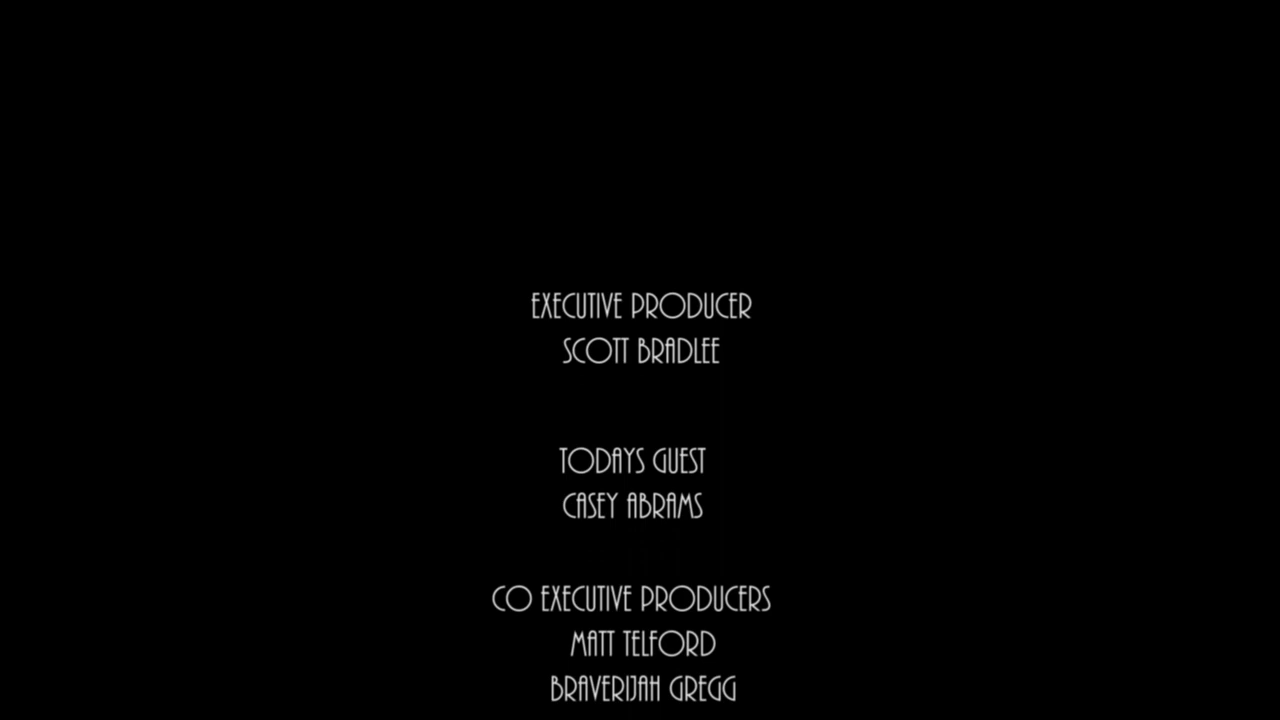 EXECUTIVE PRODUCER
SCOTT BRADLEE
TODAYS GUEST
CASEY ABRAMS
CO EXECUTIVE PRODUCERS
MATT TELFORD
BRAVERIJAH GREGG